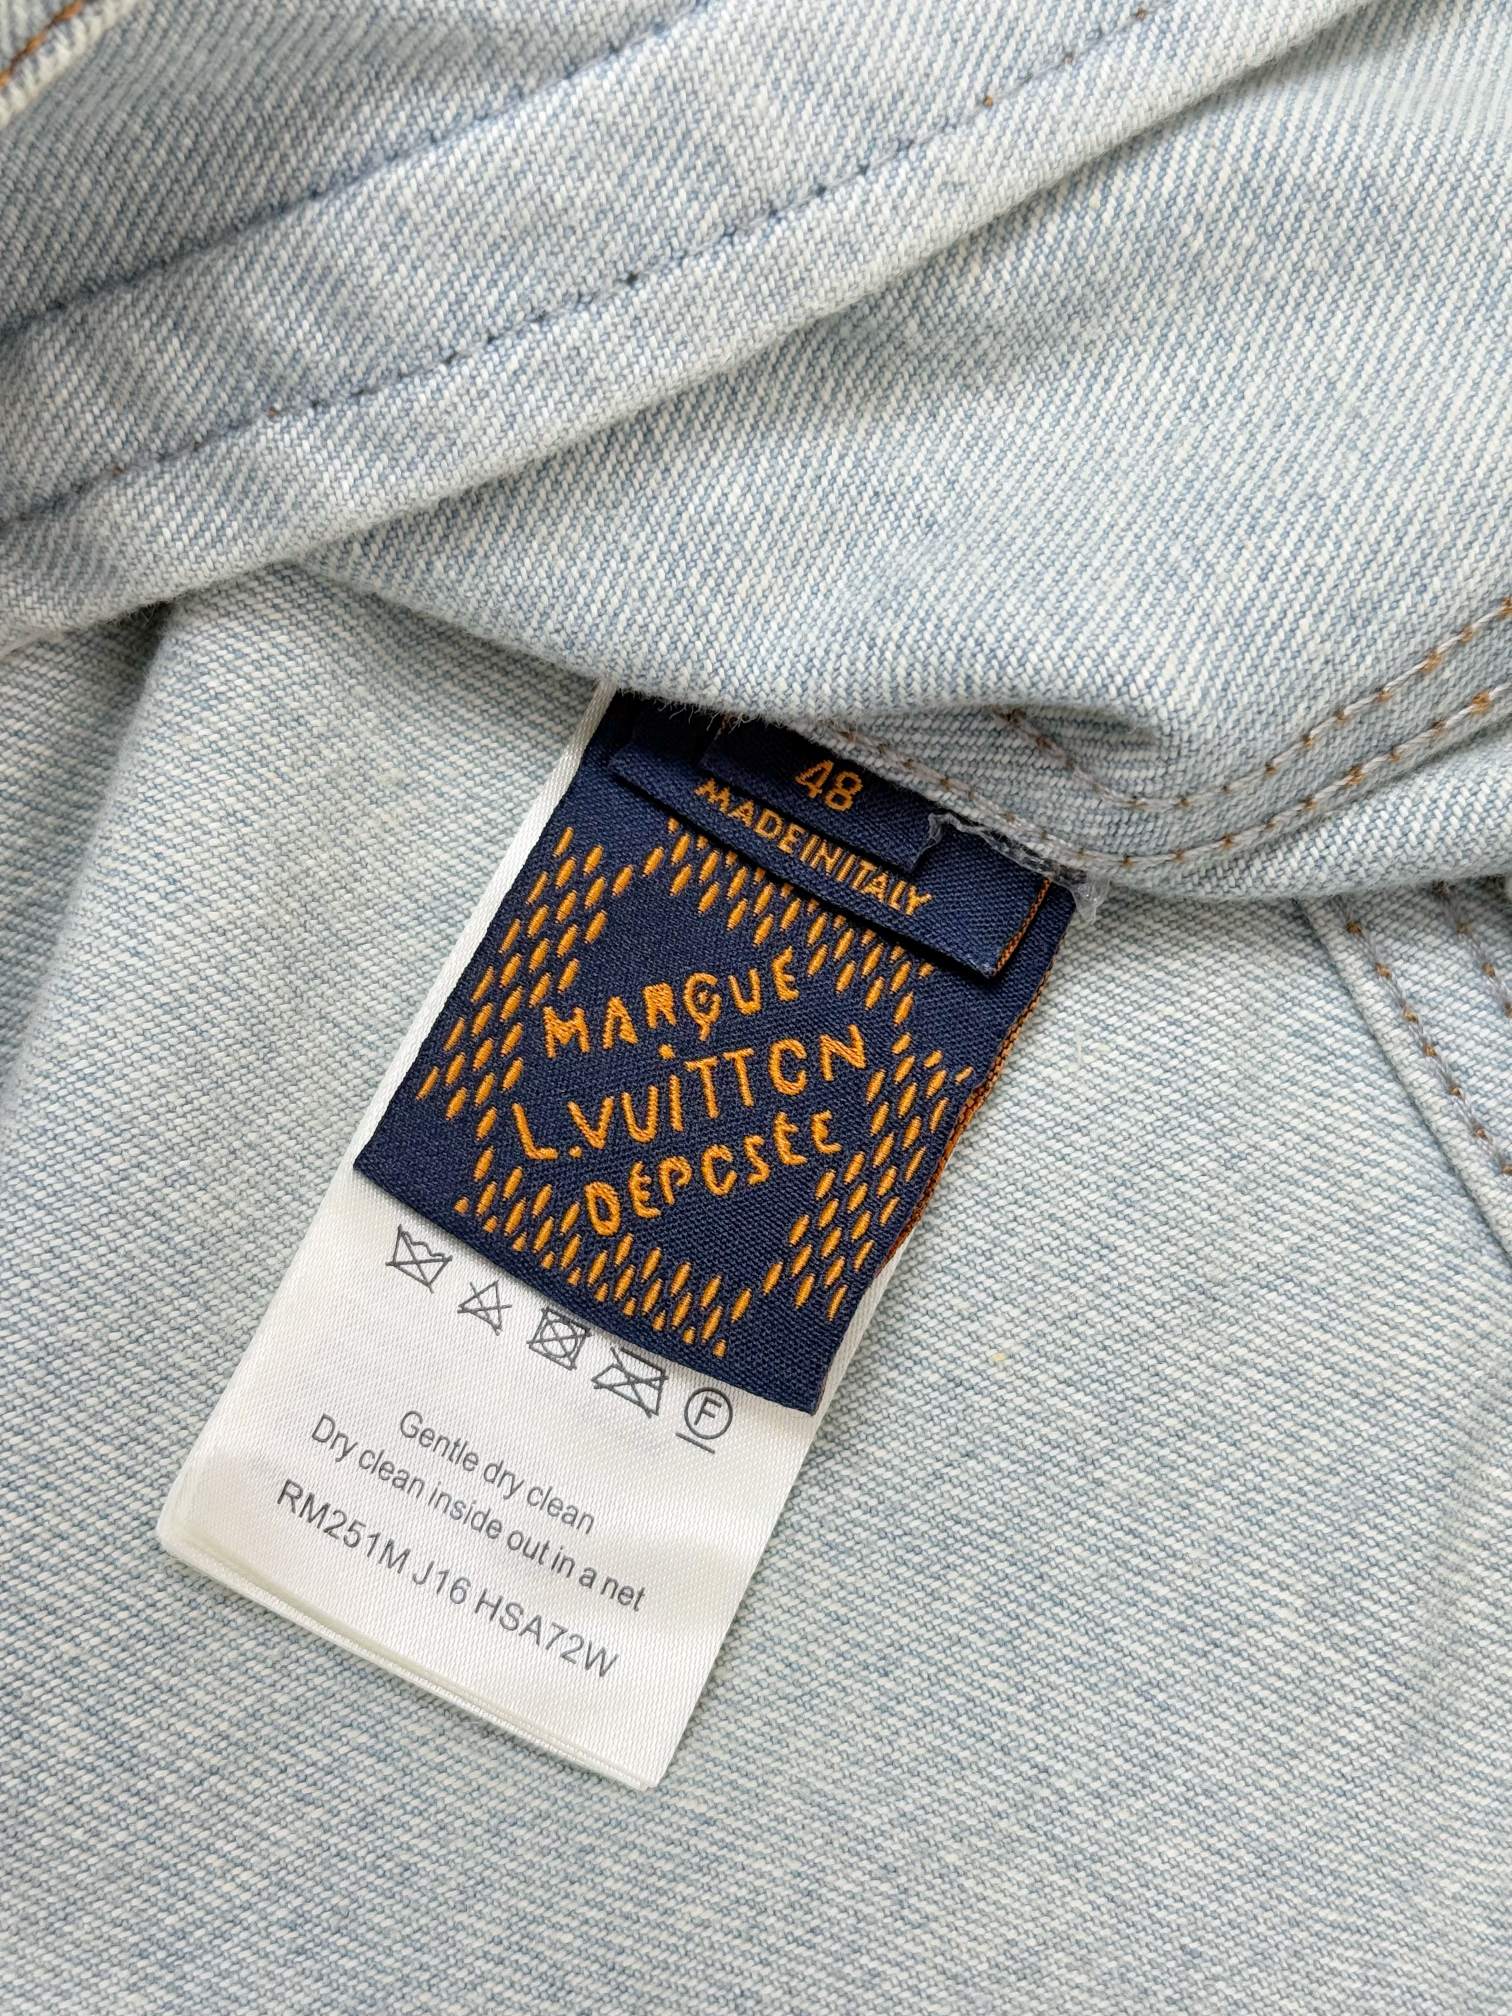 48
MADE IN ITALY
MARQUE
L.VUITTON
DÉPOSÉE
F
Gentle dry clean
Dry clean inside out in a net
RM251M J16 HSA72W